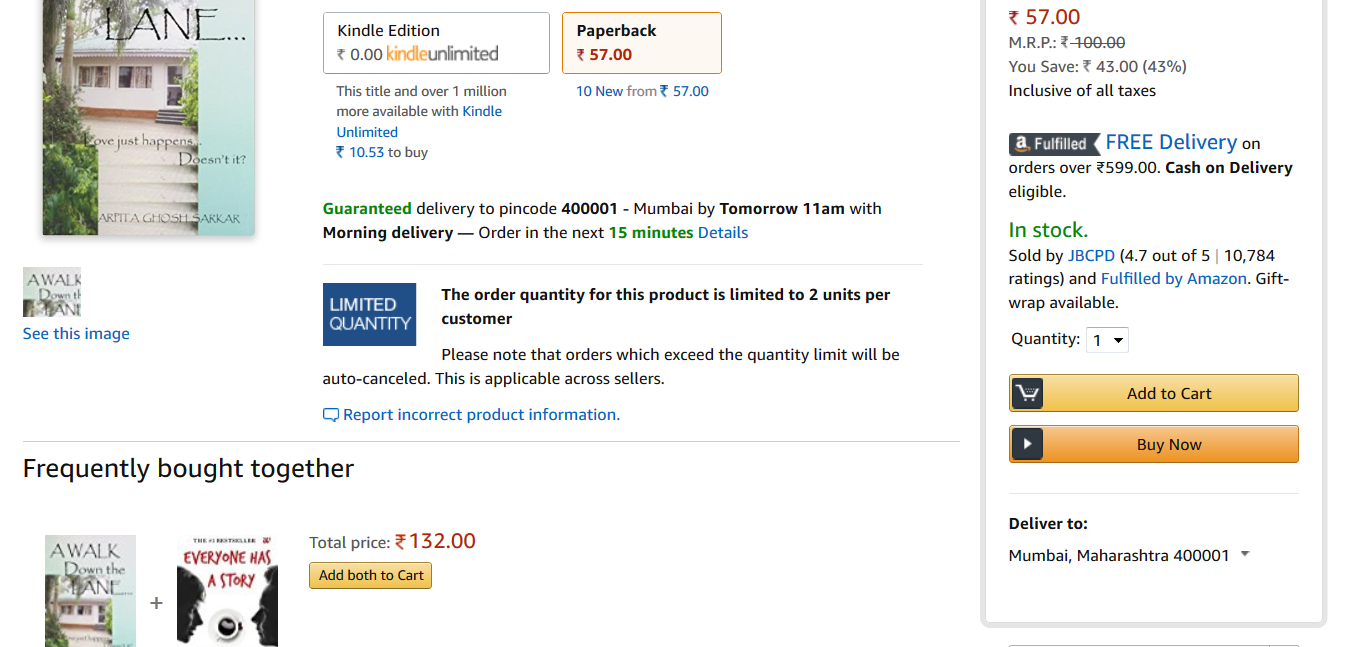 LANE...
Love just happens...
Doesn't it?
ARPITA GHOSH SARKAR
A WALK
Down th
LANE
See this image
Kindle Edition
₹ 0.00 kindleunlimited
This title and over 1 million
more available with Kindle
Unlimited
₹ 10.53 to buy
Paperback
₹ 57.00
10 New from ₹ 57.00
Guaranteed delivery to pincode 400001 - Mumbai by Tomorrow 11am with
Morning delivery — Order in the next 15 minutes Details
LIMITED
QUANTITY
The order quantity for this product is limited to 2 units per
customer
Please note that orders which exceed the quantity limit will be
auto-canceled. This is applicable across sellers.
Report incorrect product information.
Frequently bought together
A WALK
Down the
LANE...
Love just happens...
+
THE #1 BESTSELLER
EVERYONE HAS
A STORY
Total price: ₹132.00
Add both to Cart
₹ 57.00
M.R.P.: ₹ 100.00
You Save: ₹ 43.00 (43%)
Inclusive of all taxes
a Fulfilled FREE Delivery on
orders over ₹599.00. Cash on Delivery
eligible.
In stock.
Sold by JBCPD (4.7 out of 5 | 10,784
ratings) and Fulfilled by Amazon. Gift-
wrap available.
Quantity: 1
Add to Cart
Buy Now
Deliver to:
Mumbai, Maharashtra 400001